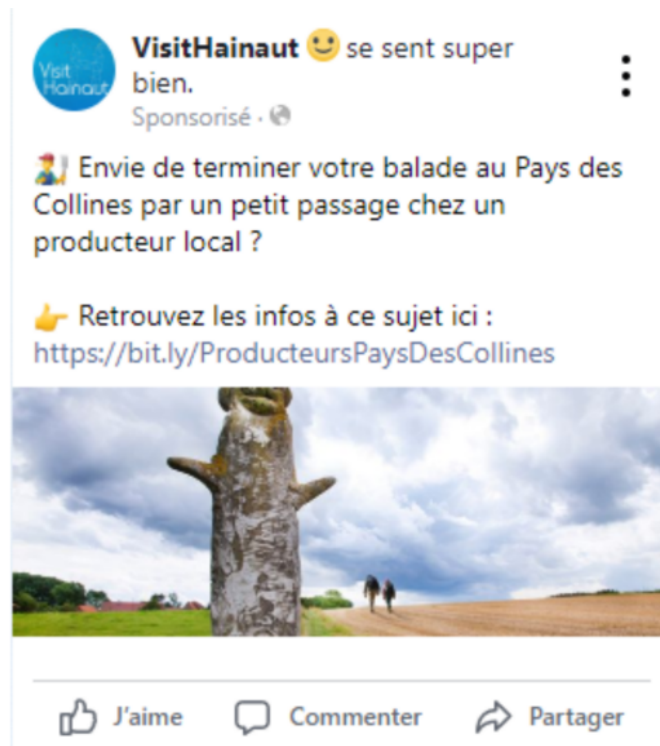 Visit
Hainaut
VisitHainaut 🙂 se sent super
bien.
Sponsorisé ·
👨‍🌾 Envie de terminer votre balade au Pays des
Collines par un petit passage chez un
producteur local ?
👉 Retrouvez les infos à ce sujet ici :
https://bit.ly/ProducteursPaysDesCollines
J'aime
Commenter
Partager